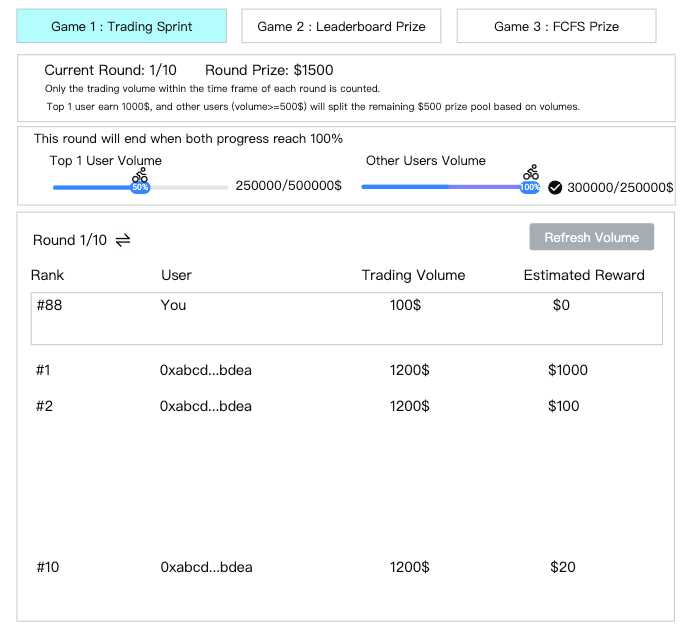 Game 1 : Trading Sprint
Game 2 : Leaderboard Prize
Game 3 : FCFS Prize
Current Round: 1/10 Round Prize: $1500
Only the trading volume within the time frame of each round is counted.
Top 1 user earn 1000$, and other users (volume>=500$) will split the remaining $500 prize pool based on volumes.
This round will end when both progress reach 100%
Top 1 User Volume
50%
250000/500000$
Other Users Volume
100%
300000/250000$
Round 1/10
Refresh Volume
Rank User Trading Volume Estimated Reward
#88 You 100$ $0
#1 0xabcd...bdea 1200$ $1000
#2 0xabcd...bdea 1200$ $100
#10 0xabcd...bdea 1200$ $20